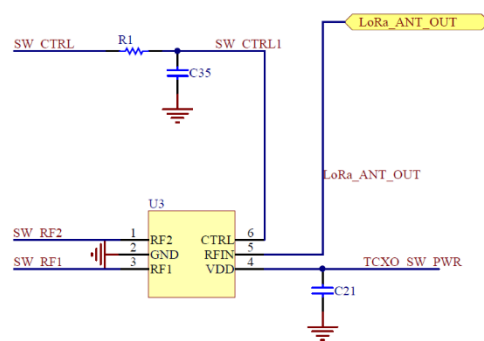 LoRa_ANT_OUT
SW_CTRL
R1
SW_CTRL1
C35
LoRa_ANT_OUT
U3
SW_RF2
1
RF2
CTRL
6
2
GND
RFIN
5
SW_RF1
3
RF1
VDD
4
TCXO_SW_PWR
C21